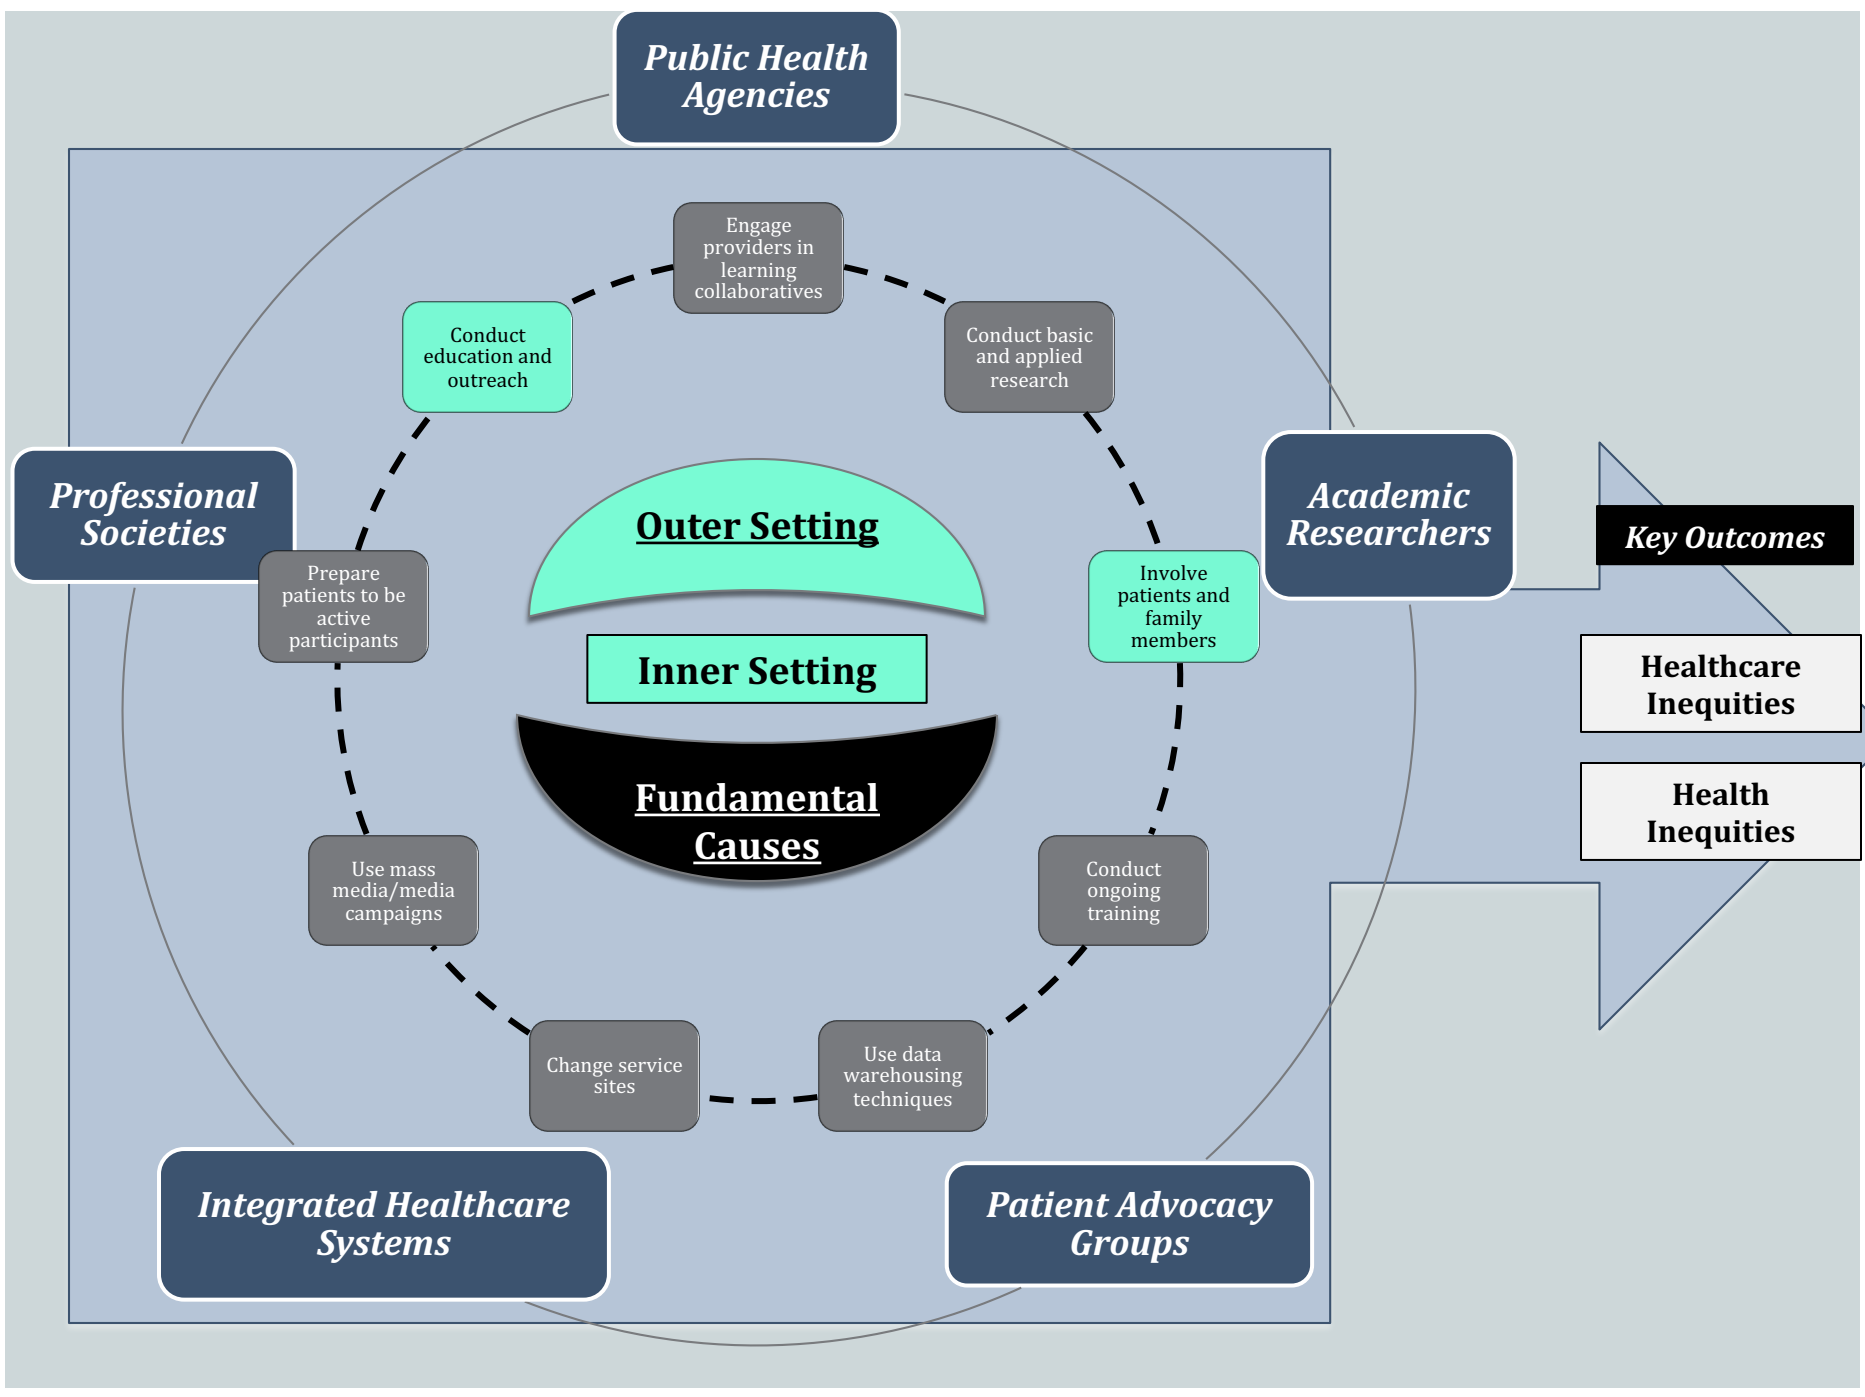 Public Health
Agencies
Engage
providers in
learning
collaboratives
Conduct
education and
outreach
Conduct basic
and applied
research
Professional
Societies
Academic
Researchers
Outer Setting
Key Outcomes
Prepare
patients to be
active
participants
Involve
patients and
family
members
Inner Setting
Healthcare
Inequities
Fundamental
Causes
Health
Inequities
Use mass
media/media
campaigns
Conduct
ongoing
training
Change service
sites
Use data
warehousing
techniques
Integrated Healthcare
Systems
Patient Advocacy
Groups